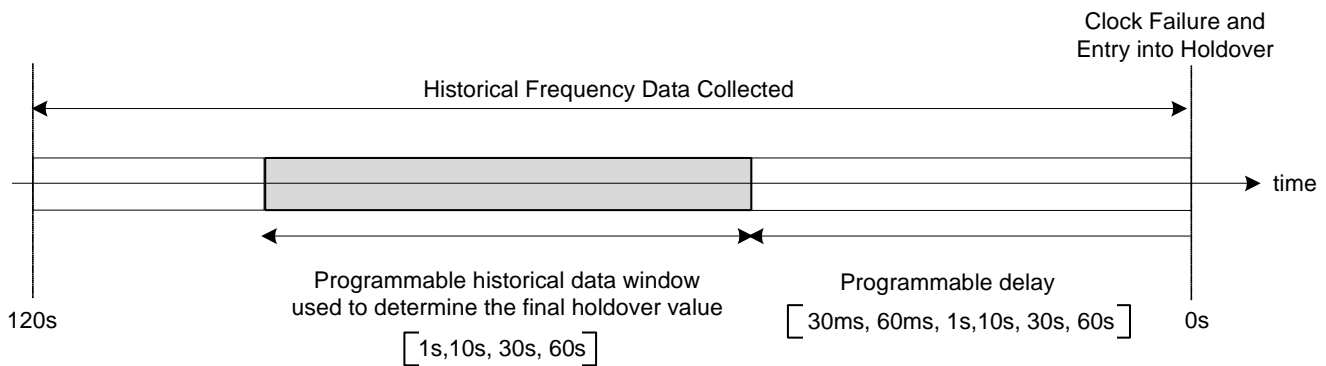 Clock Failure and
Entry into Holdover
Historical Frequency Data Collected
time
Programmable historical data window
used to determine the final holdover value
[1s,10s, 30s, 60s]
Programmable delay
[30ms, 60ms, 1s,10s, 30s, 60s]
120s
0s